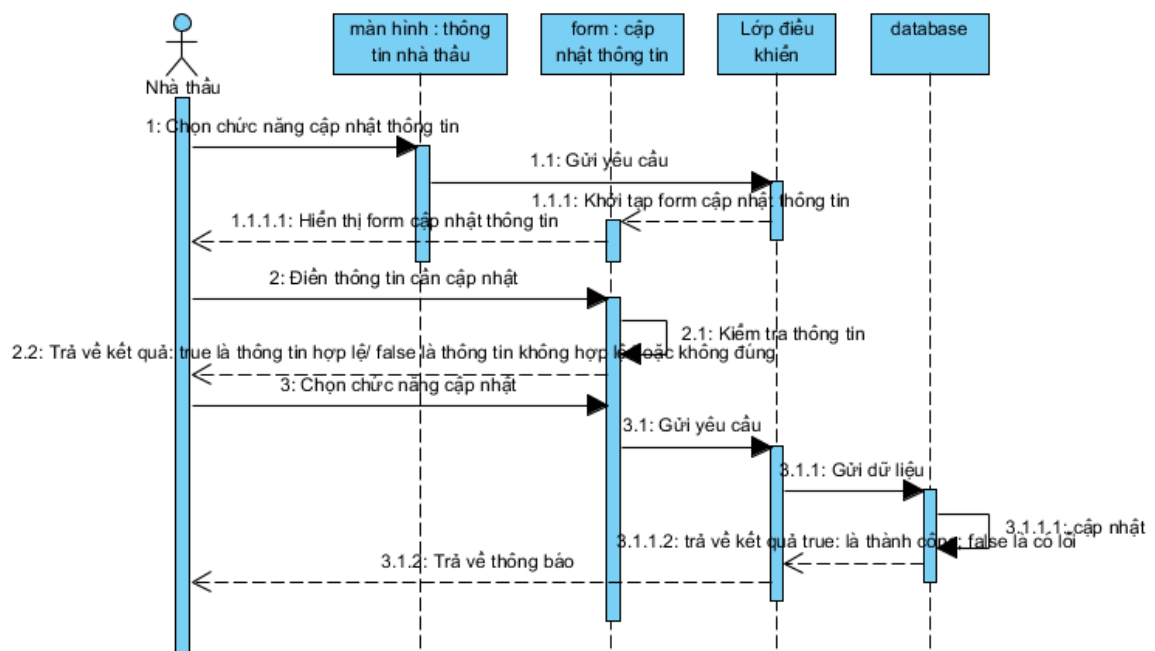 màn hình : thông
tin nhà thầu
form : cập
nhật thông tin
Lớp điều
khiển
database
Nhà thầu
1: Chọn chức năng cập nhật thông tin
1.1: Gửi yêu cầu
1.1.1: Khởi tạp form cập nhật thông tin
1.1.1.1: Hiển thị form cập nhật thông tin
2: Điền thông tin cần cập nhật
2.1: Kiểm tra thông tin
2.2: Trả về kết quả: true là thông tin hợp lệ/ false là thông tin không hợp lệ hoặc không đúng
3: Chọn chức năng cập nhật
3.1: Gửi yêu cầu
3.1.1: Gửi dữ liệu
3.1.1.1: cập nhật
3.1.1.2: trả về kết quả true: là thành công; false là có lỗi
3.1.2: Trả về thông báo